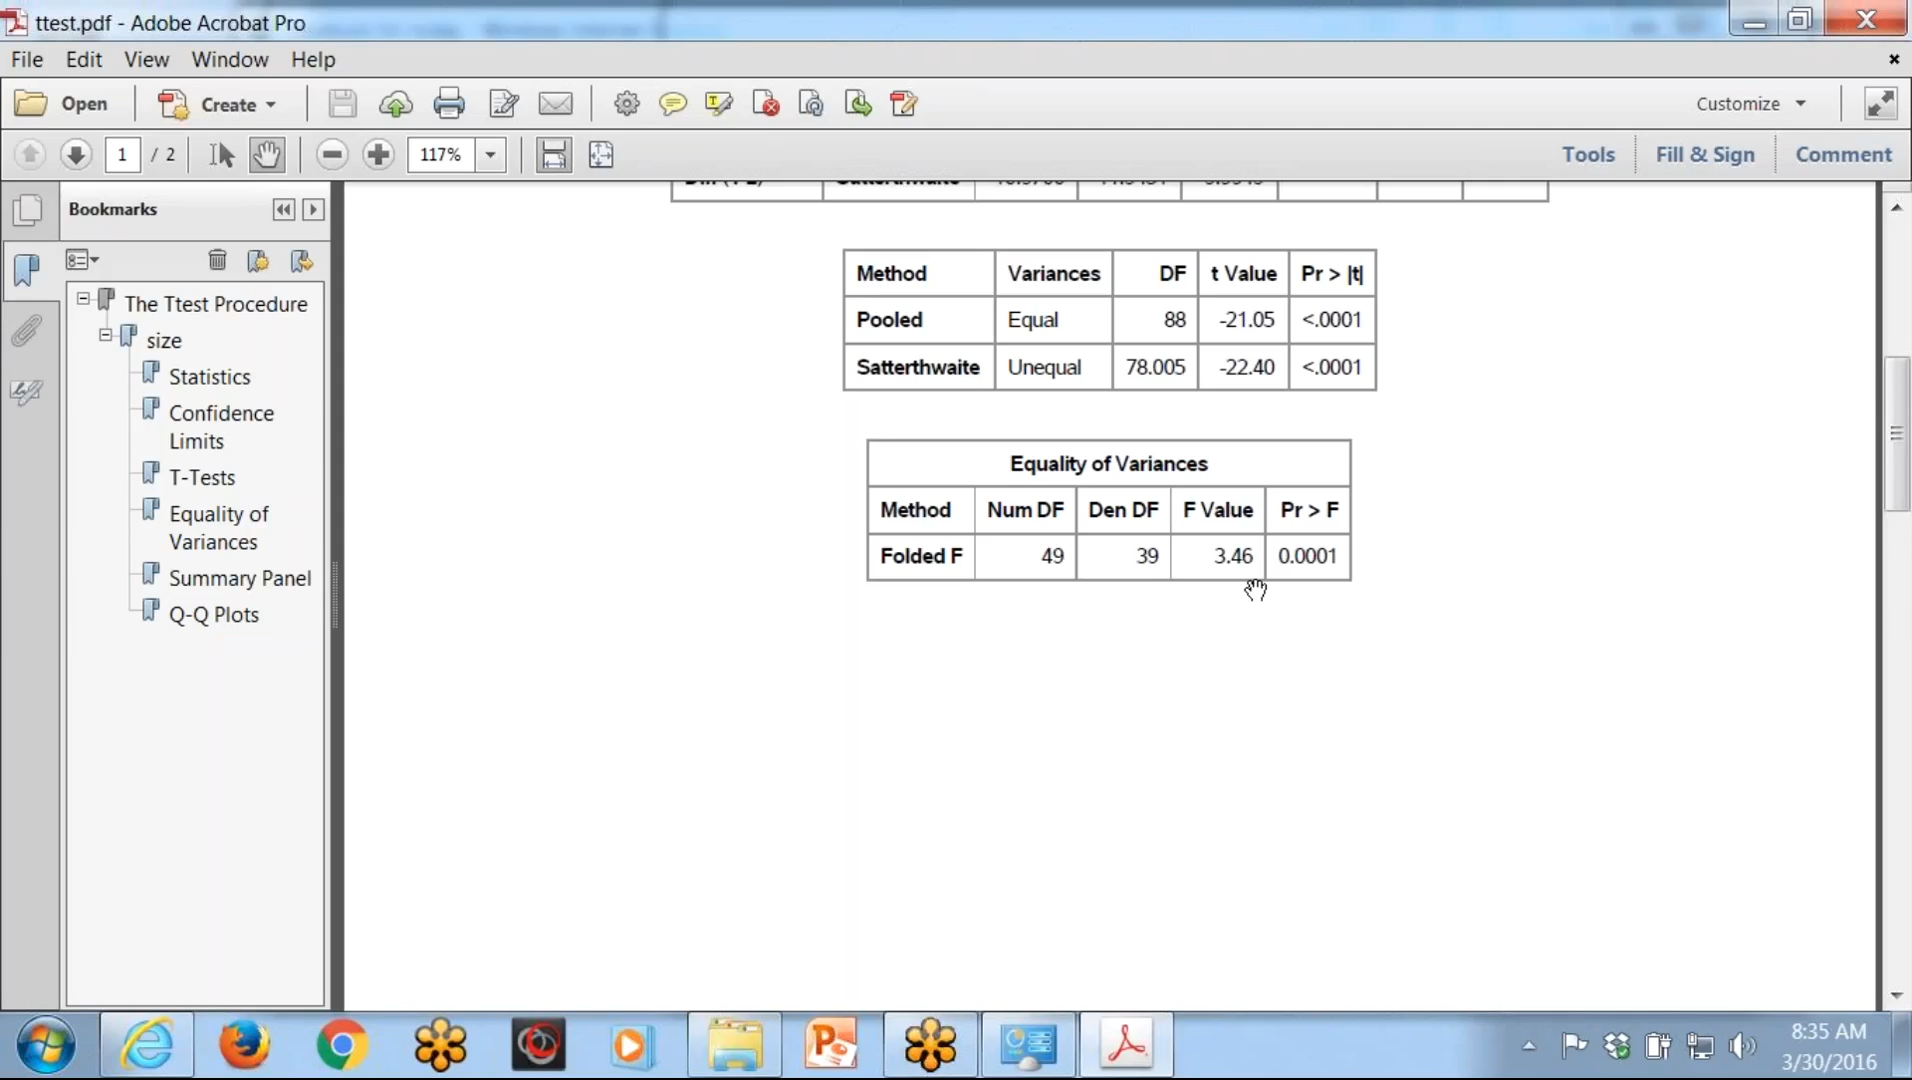 ttest.pdf - Adobe Acrobat Pro
File Edit View Window Help
Open Create Customize
1 / 2 117% Tools Fill & Sign Comment
Bookmarks
The Ttest Procedure
size
Statistics
Confidence
Limits
T-Tests
Equality of
Variances
Summary Panel
Q-Q Plots
Method Variances DF t Value Pr > |t|
Pooled Equal 88 -21.05 <.0001
Satterthwaite Unequal 78.005 -22.40 <.0001
Equality of Variances
Method Num DF Den DF F Value Pr > F
Folded F 49 39 3.46 0.0001
8:35 AM
3/30/2016